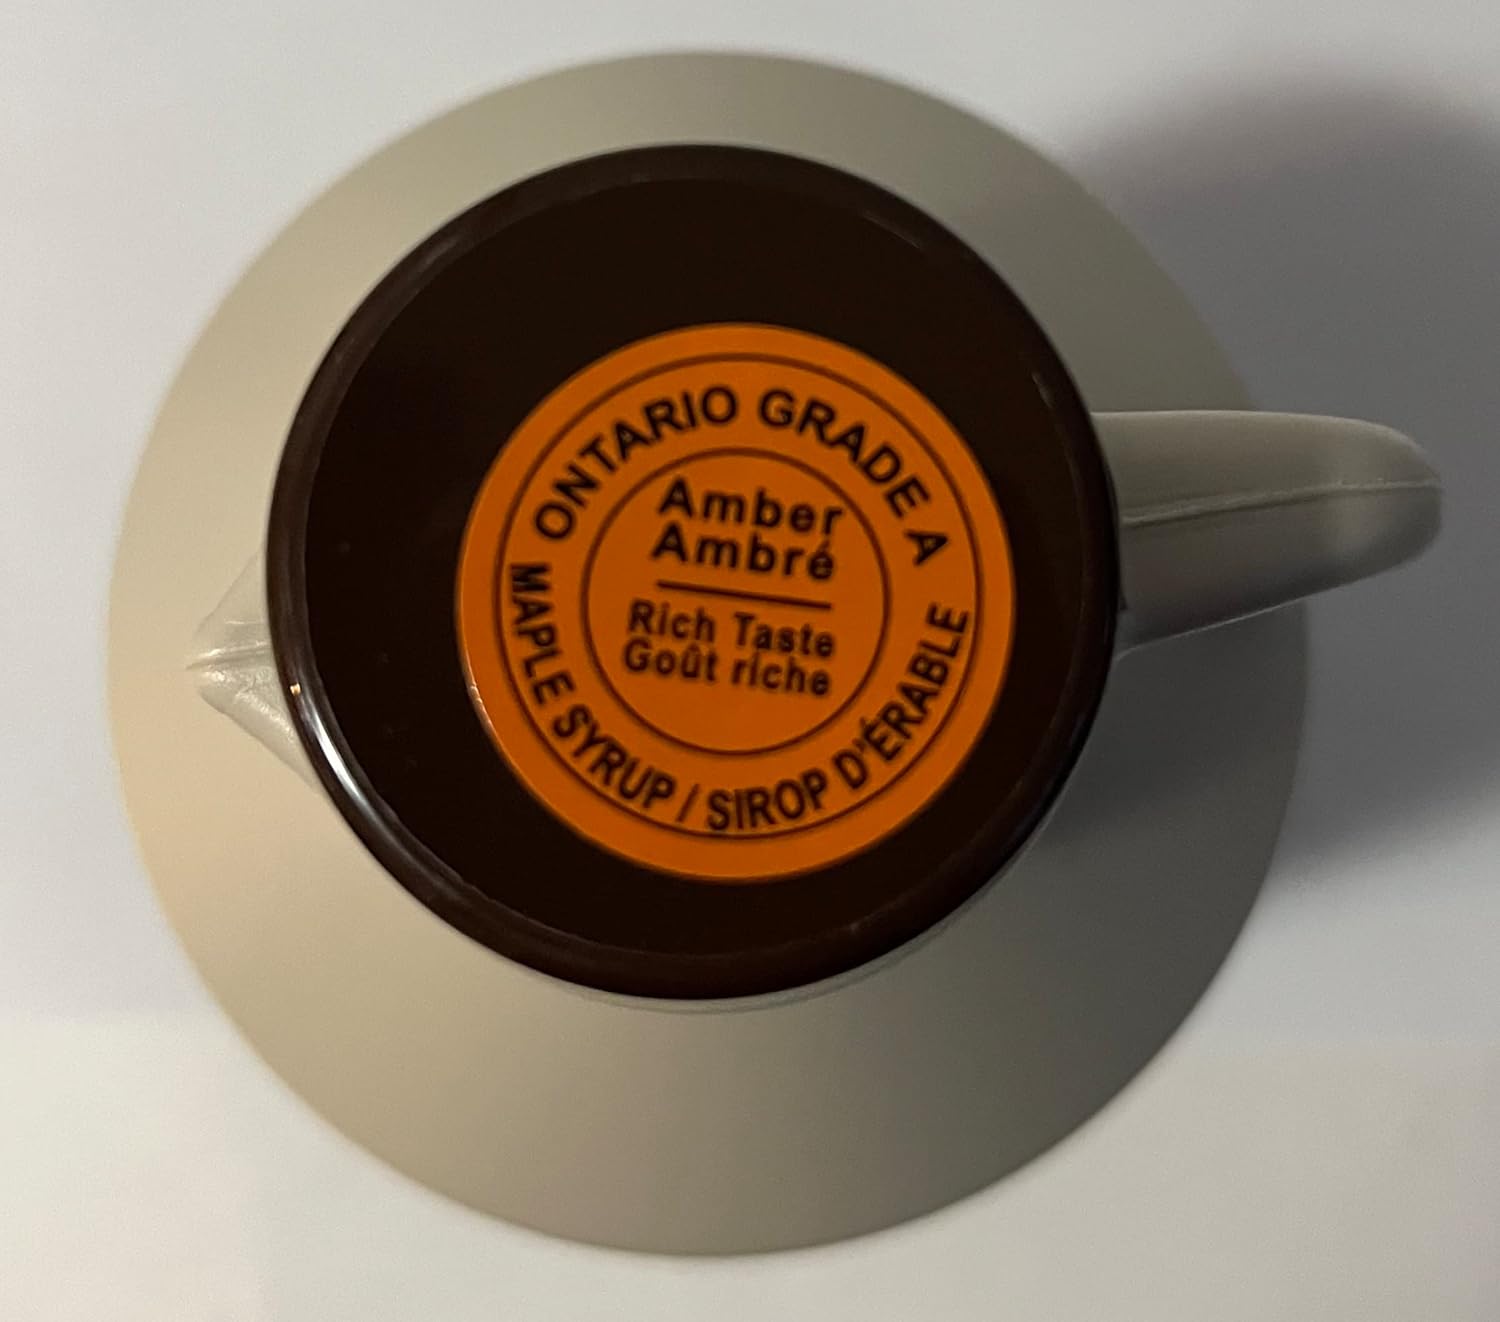 ONTARIO GRADE A
Amber
Ambré
Rich Taste
Goût riche
MAPLE SYRUP / SIROP D'ÉRABLE